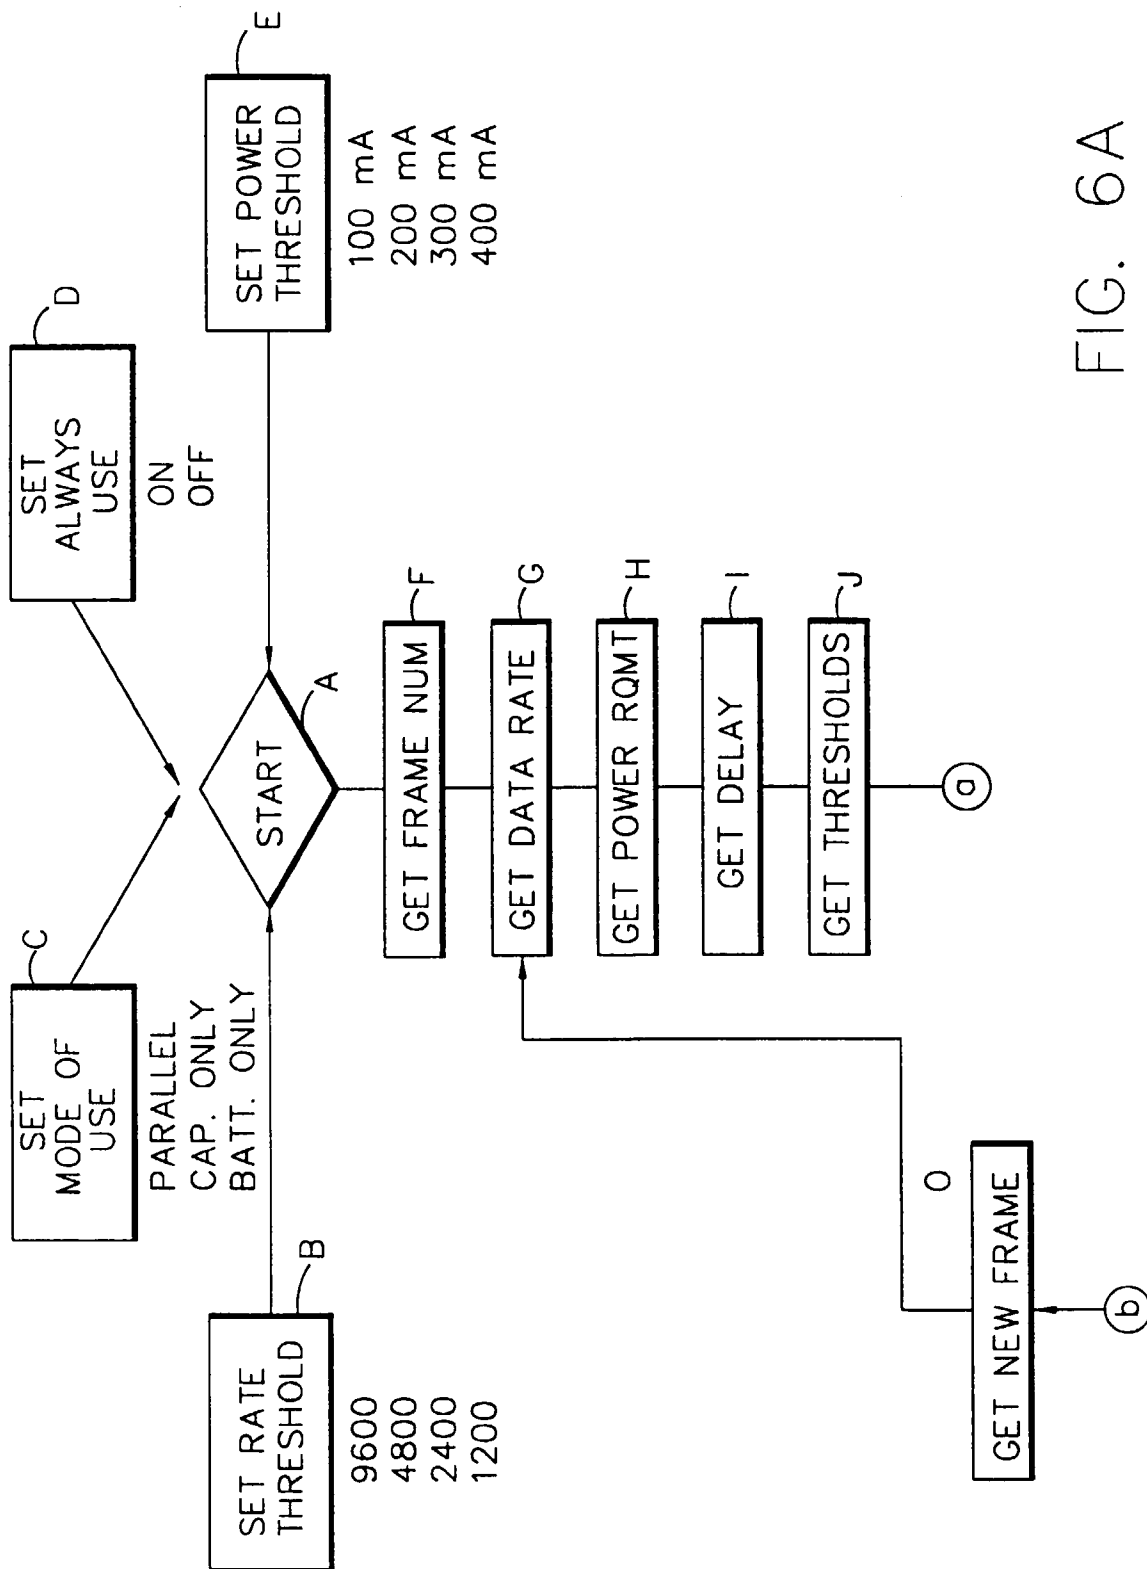 SET
MODE OF
USE
C
PARALLEL
CAP. ONLY
BATT. ONLY
SET
ALWAYS
USE
D
ON
OFF
SET RATE
THRESHOLD
B
9600
4800
2400
1200
START
A
SET POWER
THRESHOLD
E
100 mA
200 mA
300 mA
400 mA
GET FRAME NUM
F
GET DATA RATE
G
GET POWER RQMT
H
GET DELAY
I
GET THRESHOLDS
J
a
O
GET NEW FRAME
b
FIG. 6A